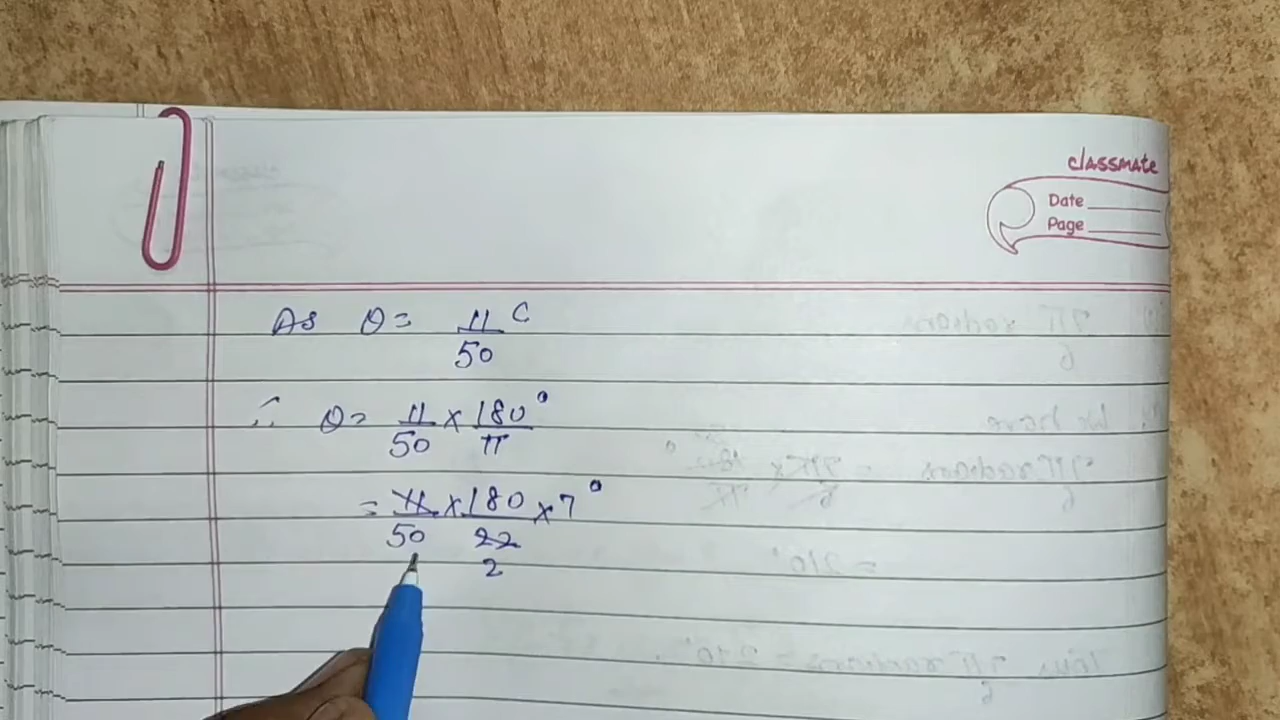 classmate
Date
Page
As θ = 11/50 ᶜ
∴ θ = 11/50 × 180°/π
= 11/50 × 180/22 × 7°
2